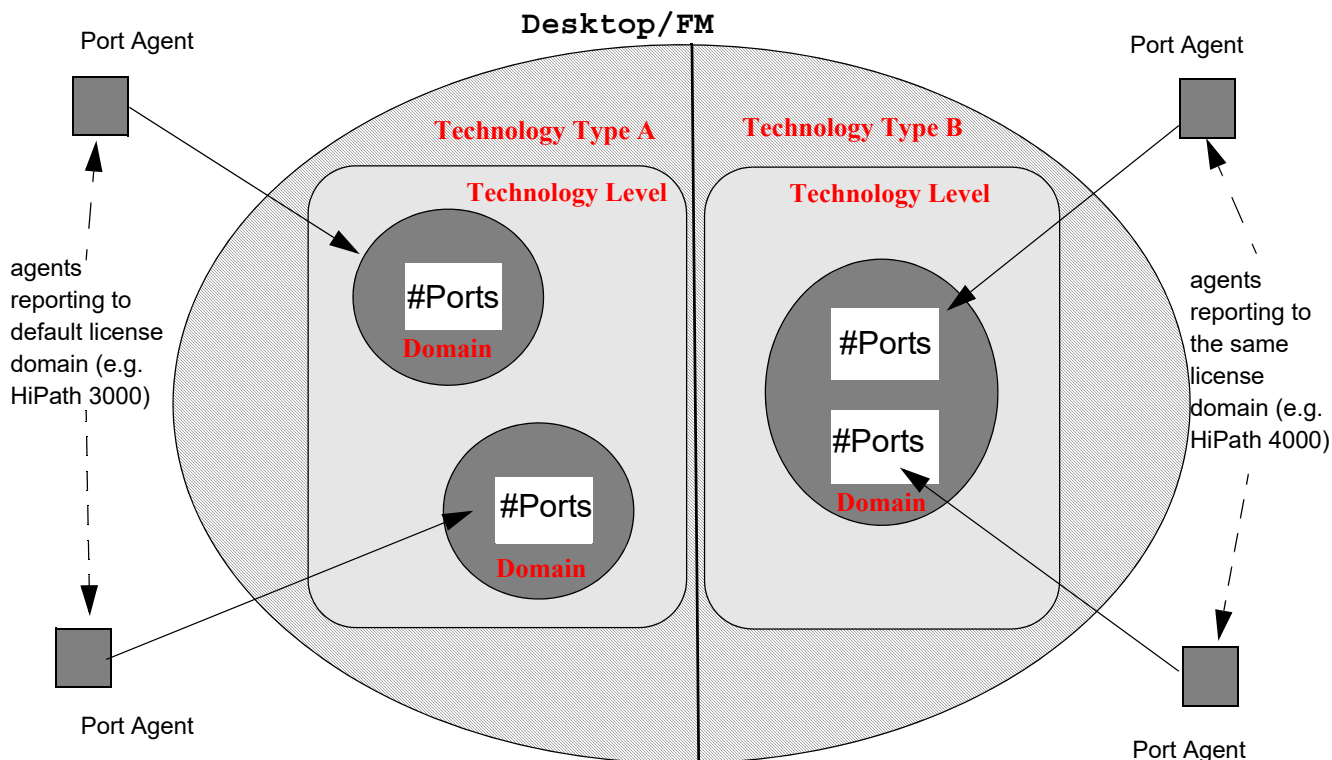 Desktop/FM
Port Agent
Port Agent
Technology Type A
Technology Type B
Technology Level
Technology Level
agents
reporting to
default license
domain (e.g.
HiPath 3000)
#Ports
Domain
#Ports
Domain
#Ports
#Ports
Domain
agents
reporting to
the same
license
domain (e.g.
HiPath 4000)
Port Agent
Port Agent